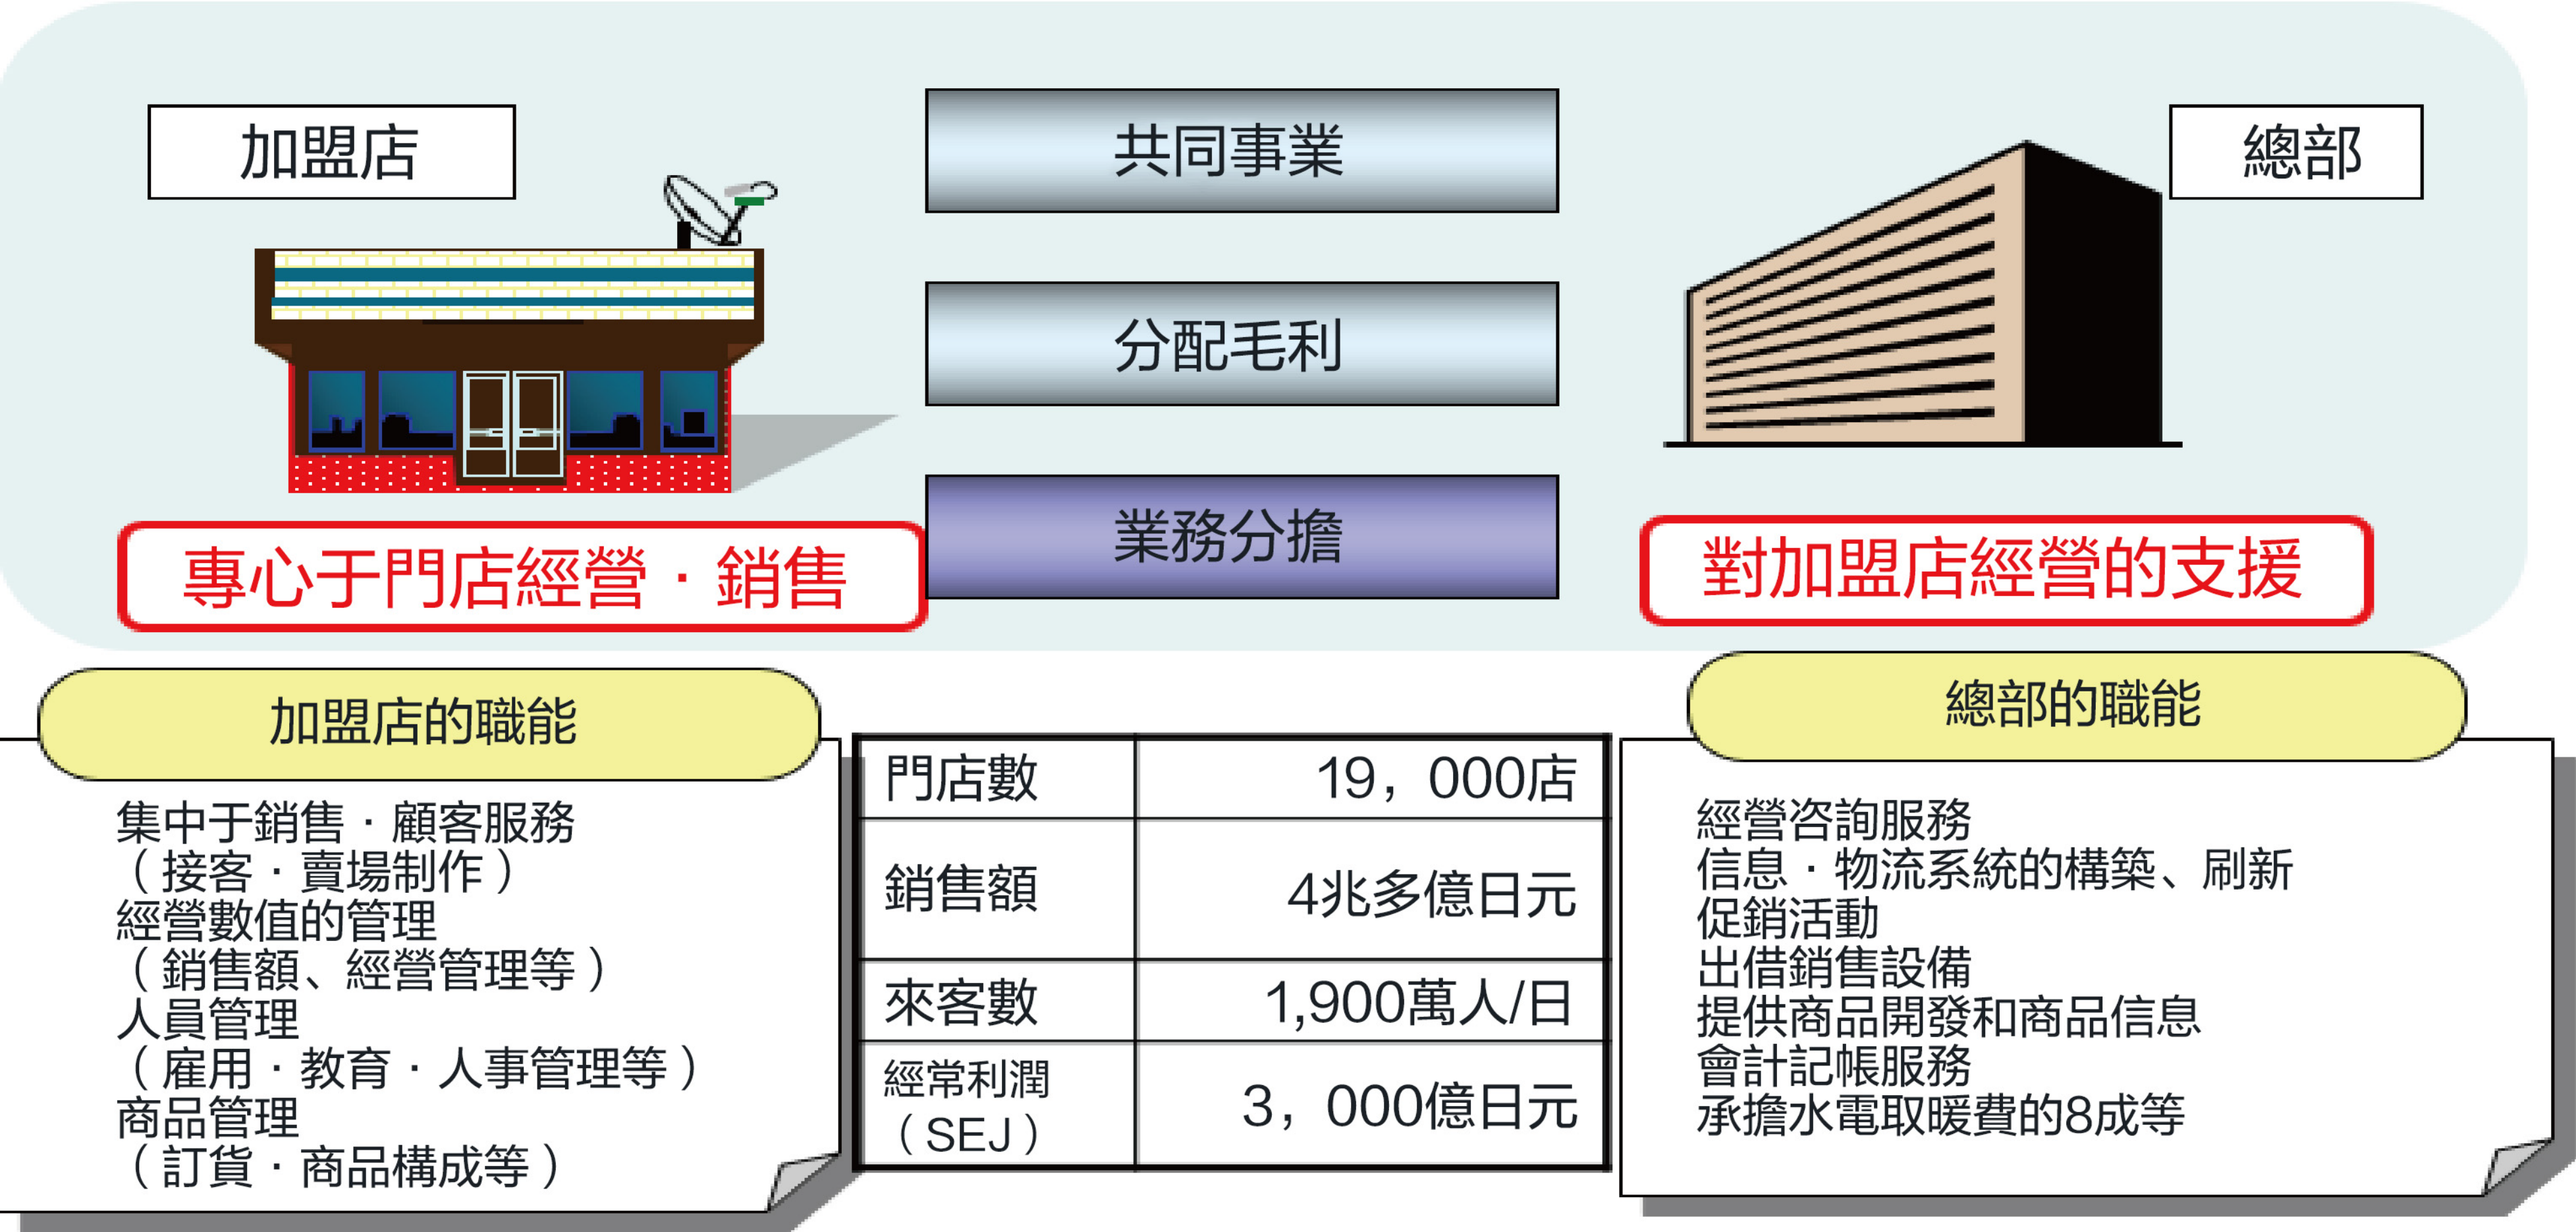 加盟店
共同事業
總部
分配毛利
業務分擔
專心于門店經營·銷售
對加盟店經營的支援
加盟店的職能
集中于銷售·顧客服務
（接客·賣場制作）
經營數值的管理
（銷售額、經營管理等）
人員管理
（雇用·教育·人事管理等）
商品管理
（訂貨·商品構成等）
門店數 19，000店
銷售額 4兆多億日元
來客數 1,900萬人/日
經常利潤
（SEJ） 3，000億日元
總部的職能
經營咨詢服務
信息·物流系統的構築、刷新
促銷活動
出借銷售設備
提供商品開發和商品信息
會計記帳服務
承擔水電取暖費的8成等